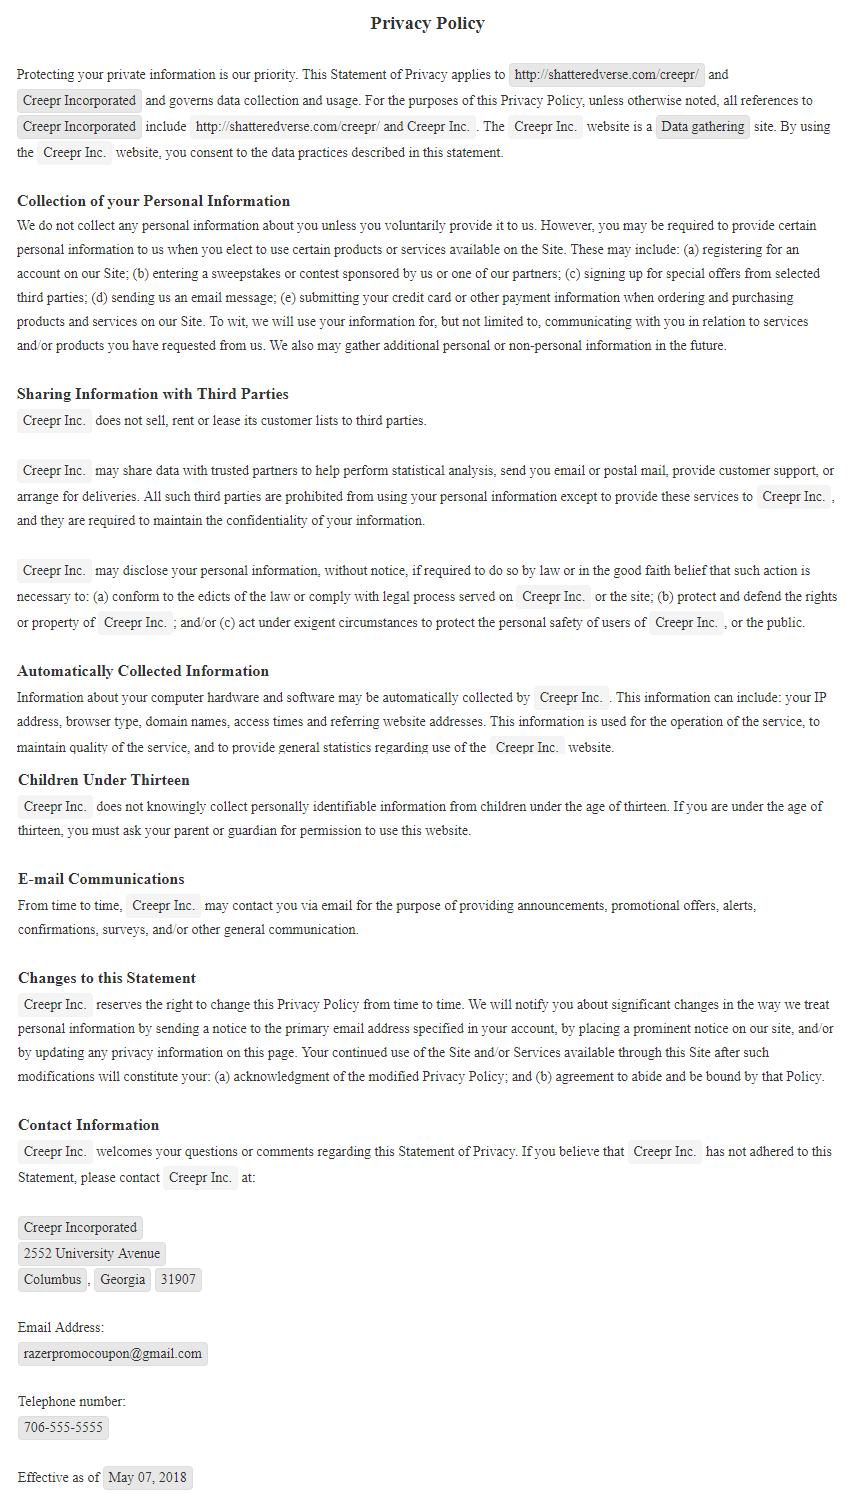 Privacy Policy
Protecting your private information is our priority. This Statement of Privacy applies to http://shatteredverse.com/creepr/ and
Creepr Incorporated and governs data collection and usage. For the purposes of this Privacy Policy, unless otherwise noted, all references to
Creepr Incorporated include http://shatteredverse.com/creepr/ and Creepr Inc. . The Creepr Inc. website is a Data gathering site. By using
the Creepr Inc. website, you consent to the data practices described in this statement.
Collection of your Personal Information
We do not collect any personal information about you unless you voluntarily provide it to us. However, you may be required to provide certain
personal information to us when you elect to use certain products or services available on the Site. These may include: (a) registering for an
account on our Site; (b) entering a sweepstakes or contest sponsored by us or one of our partners; (c) signing up for special offers from selected
third parties; (d) sending us an email message; (e) submitting your credit card or other payment information when ordering and purchasing
products and services on our Site. To wit, we will use your information for, but not limited to, communicating with you in relation to services
and/or products you have requested from us. We also may gather additional personal or non-personal information in the future.
Sharing Information with Third Parties
Creepr Inc. does not sell, rent or lease its customer lists to third parties.
Creepr Inc. may share data with trusted partners to help perform statistical analysis, send you email or postal mail, provide customer support, or
arrange for deliveries. All such third parties are prohibited from using your personal information except to provide these services to Creepr Inc. ,
and they are required to maintain the confidentiality of your information.
Creepr Inc. may disclose your personal information, without notice, if required to do so by law or in the good faith belief that such action is
necessary to: (a) conform to the edicts of the law or comply with legal process served on Creepr Inc. or the site; (b) protect and defend the rights
or property of Creepr Inc. ; and/or (c) act under exigent circumstances to protect the personal safety of users of Creepr Inc. , or the public.
Automatically Collected Information
Information about your computer hardware and software may be automatically collected by Creepr Inc. . This information can include: your IP
address, browser type, domain names, access times and referring website addresses. This information is used for the operation of the service, to
maintain quality of the service, and to provide general statistics regarding use of the Creepr Inc. website.
Children Under Thirteen
Creepr Inc. does not knowingly collect personally identifiable information from children under the age of thirteen. If you are under the age of
thirteen, you must ask your parent or guardian for permission to use this website.
E-mail Communications
From time to time, Creepr Inc. may contact you via email for the purpose of providing announcements, promotional offers, alerts,
confirmations, surveys, and/or other general communication.
Changes to this Statement
Creepr Inc. reserves the right to change this Privacy Policy from time to time. We will notify you about significant changes in the way we treat
personal information by sending a notice to the primary email address specified in your account, by placing a prominent notice on our site, and/or
by updating any privacy information on this page. Your continued use of the Site and/or Services available through this Site after such
modifications will constitute your: (a) acknowledgment of the modified Privacy Policy; and (b) agreement to abide and be bound by that Policy.
Contact Information
Creepr Inc. welcomes your questions or comments regarding this Statement of Privacy. If you believe that Creepr Inc. has not adhered to this
Statement, please contact Creepr Inc. at:
Creepr Incorporated
2552 University Avenue
Columbus , Georgia 31907
Email Address:
razerpromocoupon@gmail.com
Telephone number:
706-555-5555
Effective as of May 07, 2018